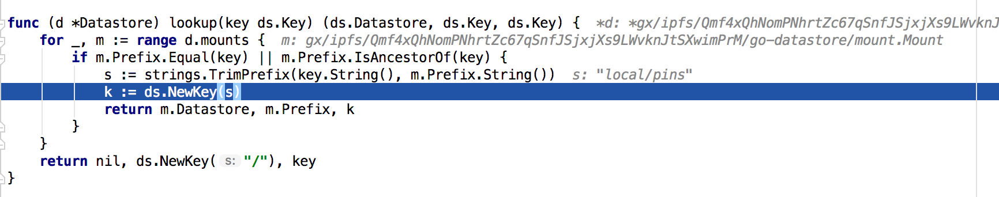 func (d *Datastore) lookup(key ds.Key) (ds.Datastore, ds.Key, ds.Key) { *d: *gx/ipfs/Qmf4xQhNomPNhrtZc67qSnfJSjxjXs9LWvknJ
for _, m := range d.mounts { m: gx/ipfs/Qmf4xQhNomPNhrtZc67qSnfJSjxjXs9LWvknJtSXwimPrM/go-datastore/mount.Mount
if m.Prefix.Equal(key) || m.Prefix.IsAncestorOf(key) {
s := strings.TrimPrefix(key.String(), m.Prefix.String()) s: "local/pins"
k := ds.NewKey(s)
return m.Datastore, m.Prefix, k
}
}
return nil, ds.NewKey( s: "/"), key
}